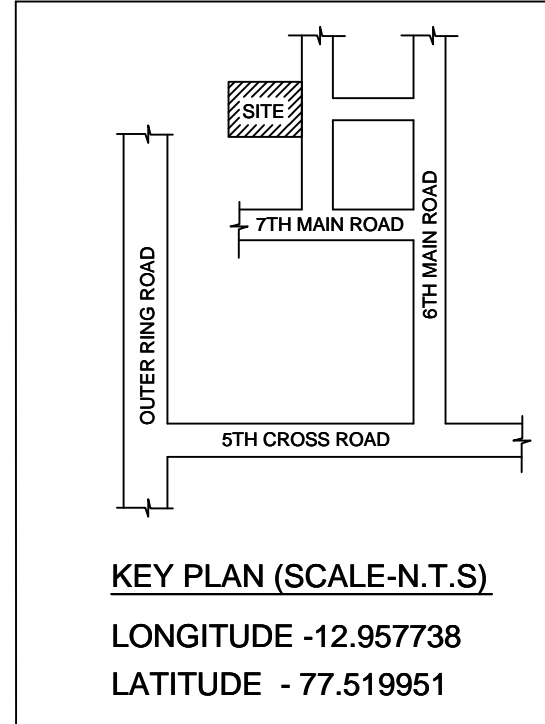 SITE
7TH MAIN ROAD
6TH MAIN ROAD
OUTER RING ROAD
5TH CROSS ROAD
KEY PLAN (SCALE-N.T.S)
LONGITUDE -12.957738
LATITUDE - 77.519951